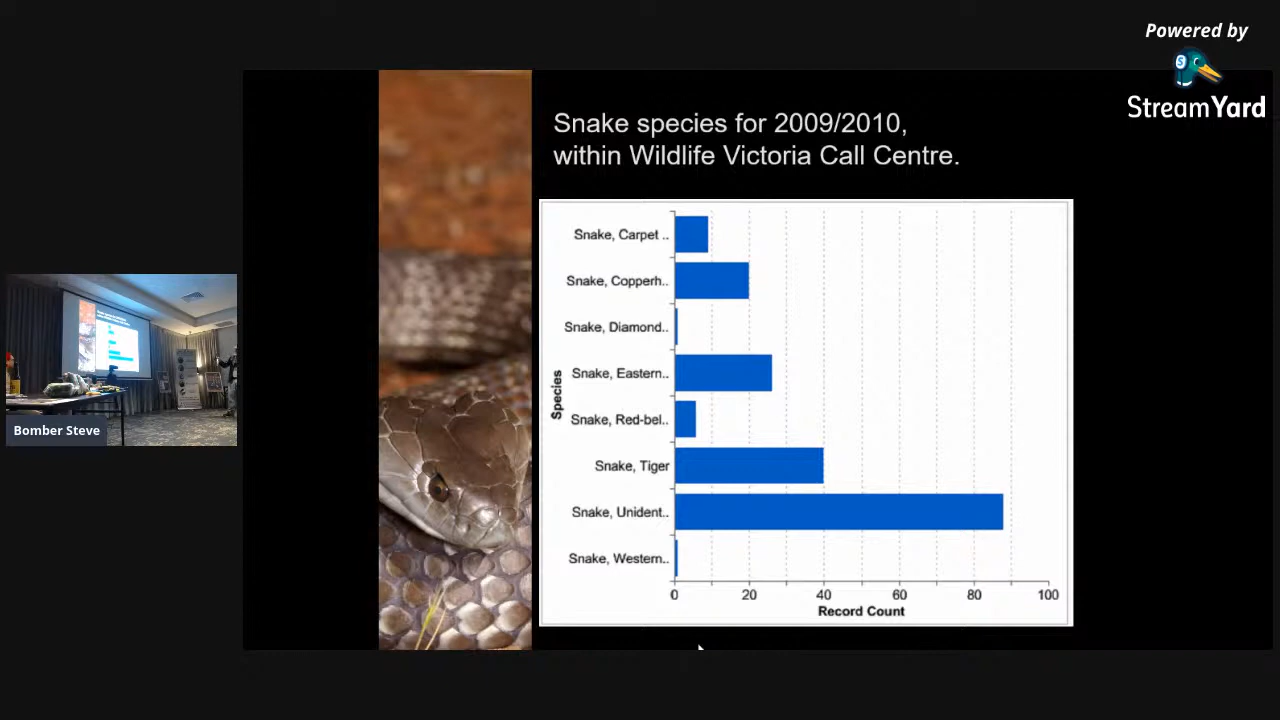 Powered by
StreamYard
Snake species for 2009/2010,
within Wildlife Victoria Call Centre.
Species
Snake, Carpet ..
Snake, Copperh..
Snake, Diamond..
Snake, Eastern..
Snake, Red-bel..
Snake, Tiger
Snake, Unident..
Snake, Western..
0 20 40 60 80 100
Record Count
Bomber Steve